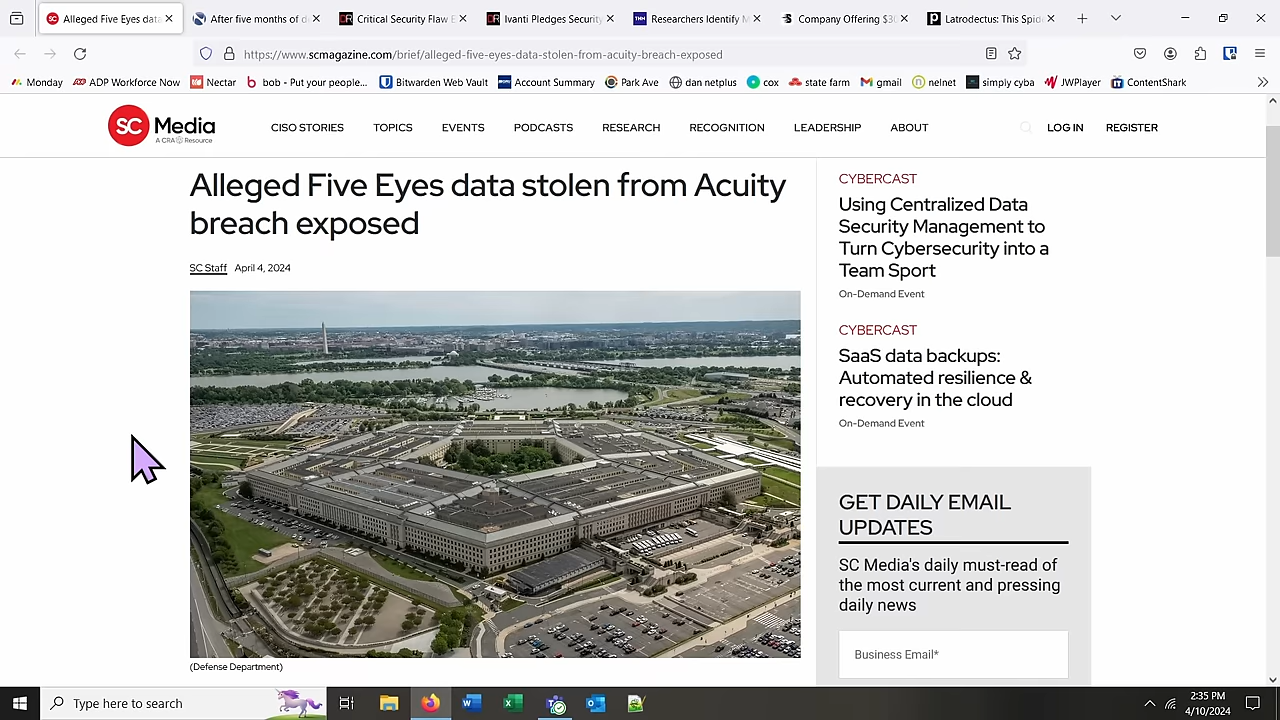 Alleged Five Eyes data
After five months of d
Critical Security Flaw E
Ivanti Pledges Security
THN
Researchers Identify M
Company Offering $30
Latrodectus: This Spid
https://www.scmagazine.com/brief/alleged-five-eyes-data-stolen-from-acuity-breach-exposed
Monday
ADP Workforce Now
Nectar
bob - Put your people...
Bitwarden Web Vault
Account Summary
Park Ave
dan netplus
cox
state farm
gmail
nelnet
simply cyba
JWPlayer
ContentShark
SC Media
A CRA Resource
CISO STORIES
TOPICS
EVENTS
PODCASTS
RESEARCH
RECOGNITION
LEADERSHIP
ABOUT
LOG IN
REGISTER
Alleged Five Eyes data stolen from Acuity
breach exposed
SC Staff April 4, 2024
(Defense Department)
CYBERCAST
Using Centralized Data
Security Management to
Turn Cybersecurity into a
Team Sport
On-Demand Event
CYBERCAST
SaaS data backups:
Automated resilience &
recovery in the cloud
On-Demand Event
GET DAILY EMAIL
UPDATES
SC Media's daily must-read of
the most current and pressing
daily news
Business Email*
Type here to search
2:35 PM
4/10/2024